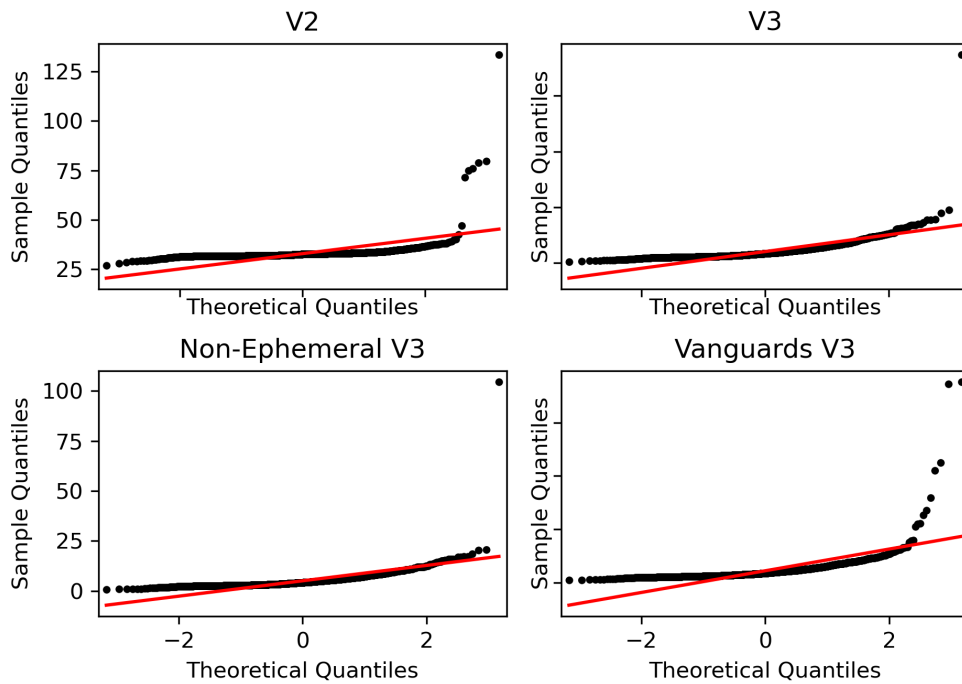 V2
V3
Sample Quantiles
125
100
75
50
25
Theoretical Quantiles
Sample Quantiles
Theoretical Quantiles
Non-Ephemeral V3
Vanguards V3
Sample Quantiles
100
75
50
25
0
−2
0
2
Theoretical Quantiles
Sample Quantiles
−2
0
2
Theoretical Quantiles